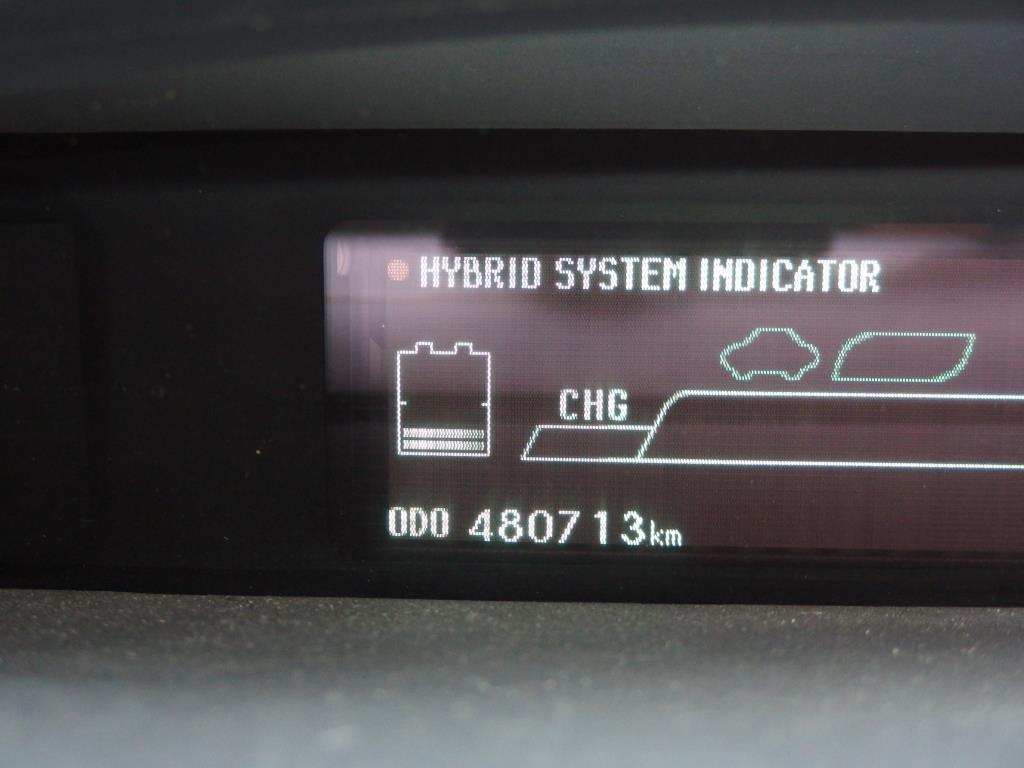 HYBRID SYSTEM INDICATOR
CHG
ODO 480713km